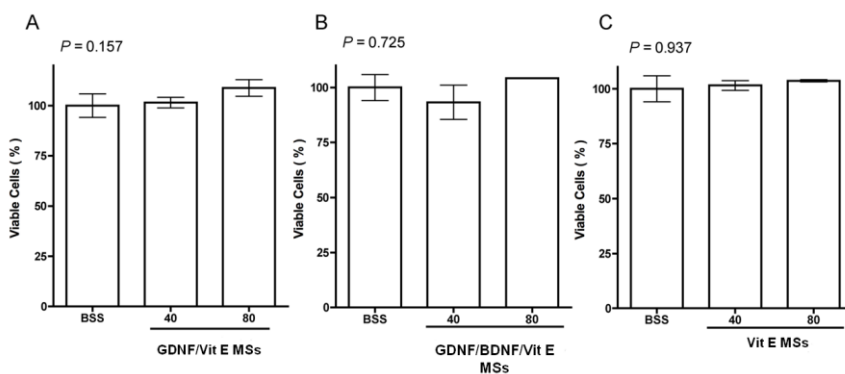 A
P = 0.157
Viable Cells ( % )
100
75
50
25
0
BSS
40
80
GDNF/Vit E MSs
B
P = 0.725
Viable Cells ( % )
100
75
50
25
0
BSS
40
80
GDNF/BDNF/Vit E
MSs
C
P = 0.937
Viable Cells ( % )
100
75
50
25
0
BSS
40
80
Vit E MSs